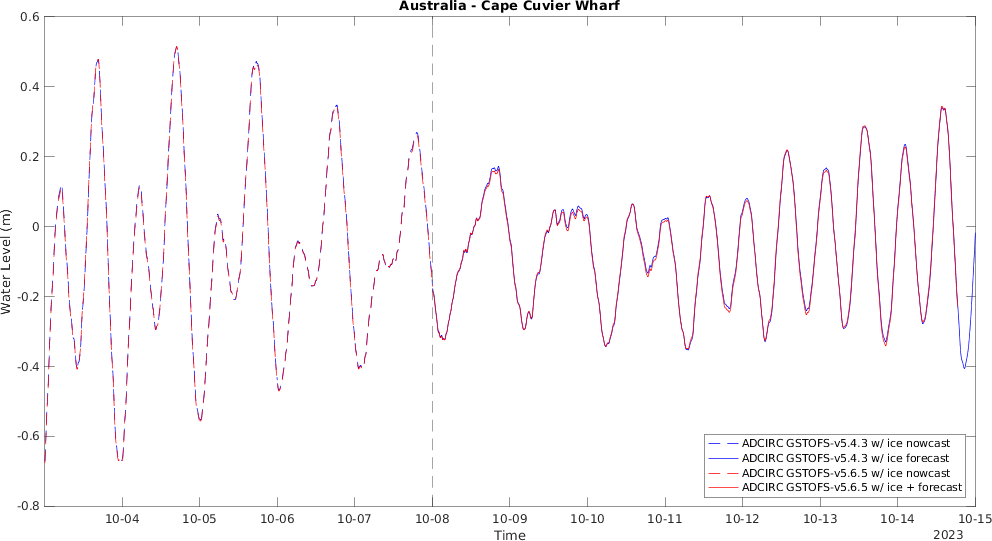 Australia - Cape Cuvier Wharf
0.6
0.4
0.2
0
-0.2
-0.4
-0.6
-0.8
Water Level (m)
10-04 10-05 10-06 10-07 10-08 10-09 10-10 10-11 10-12 10-13 10-14 10-15
Time
2023
ADCIRC GSTOFS-v5.4.3 w/ ice nowcast
ADCIRC GSTOFS-v5.4.3 w/ ice forecast
ADCIRC GSTOFS-v5.6.5 w/ ice nowcast
ADCIRC GSTOFS-v5.6.5 w/ ice + forecast